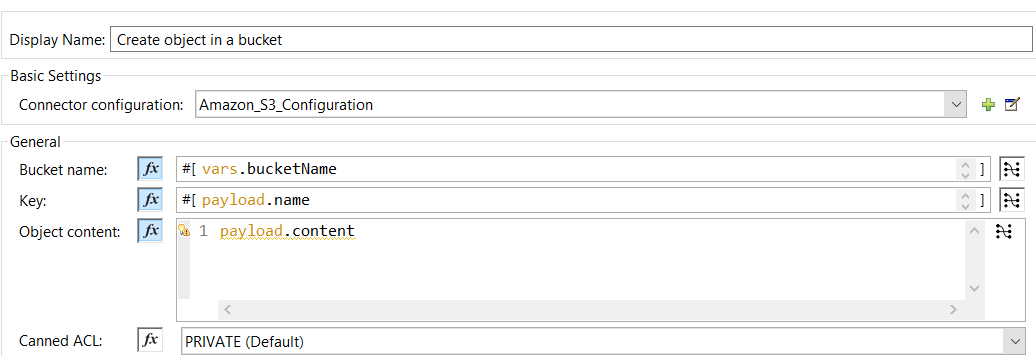 Display Name: Create object in a bucket
Basic Settings
Connector configuration: Amazon_S3_Configuration
General
Bucket name: fx #[ vars.bucketName ]
Key: fx #[ payload.name ]
Object content: fx 1 payload.content
Canned ACL: fx PRIVATE (Default)